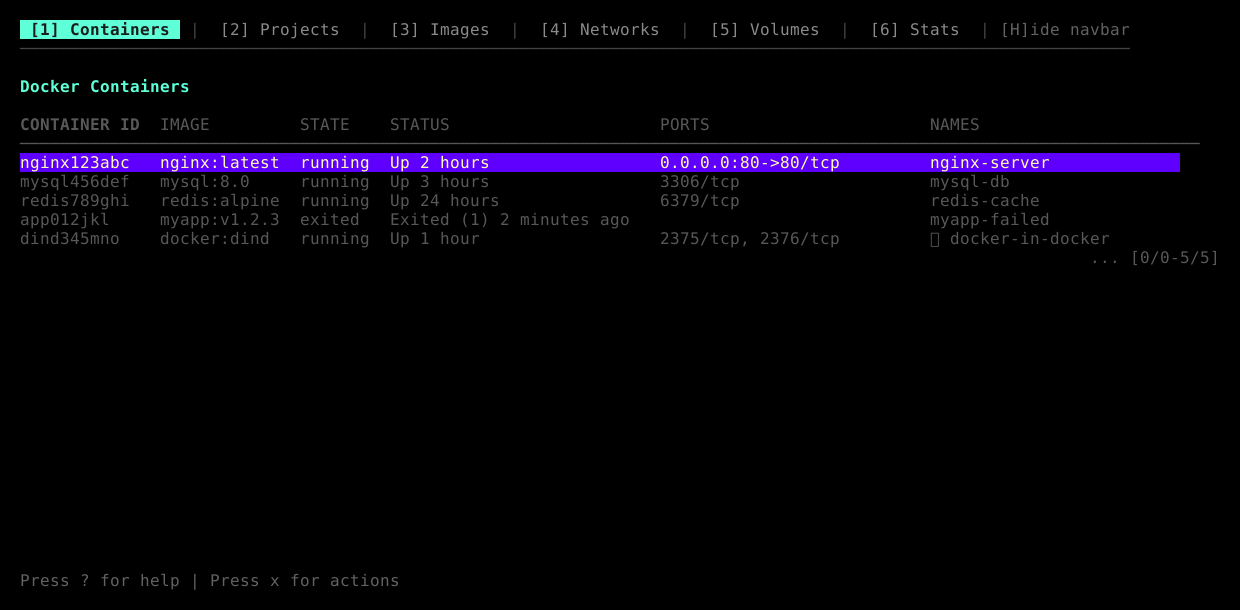 [1] Containers | [2] Projects | [3] Images | [4] Networks | [5] Volumes | [6] Stats | [H]ide navbar
Docker Containers
CONTAINER ID IMAGE STATE STATUS PORTS NAMES
nginx123abc nginx:latest running Up 2 hours 0.0.0.0:80->80/tcp nginx-server
mysql456def mysql:8.0 running Up 3 hours 3306/tcp mysql-db
redis789ghi redis:alpine running Up 24 hours 6379/tcp redis-cache
app012jkl myapp:v1.2.3 exited Exited (1) 2 minutes ago myapp-failed
dind345mno docker:dind running Up 1 hour 2375/tcp, 2376/tcp docker-in-docker
... [0/0-5/5]
Press ? for help | Press x for actions